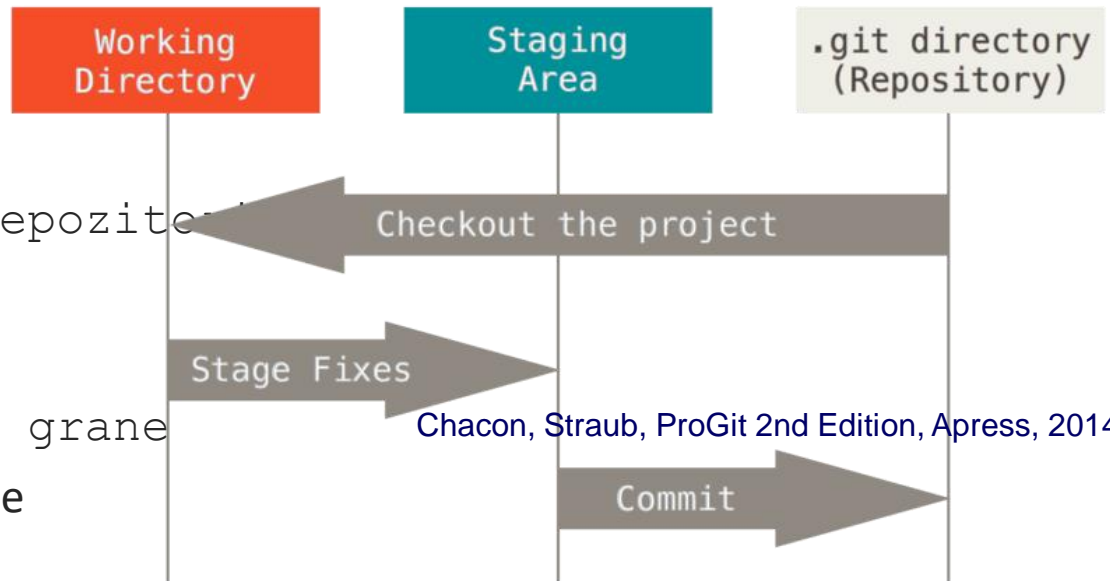 Working
Directory
Staging
Area
.git directory
(Repository)
Checkout the project
Stage Fixes
grane
Chacon, Straub, ProGit 2nd Edition, Apress, 2014
e
Commit